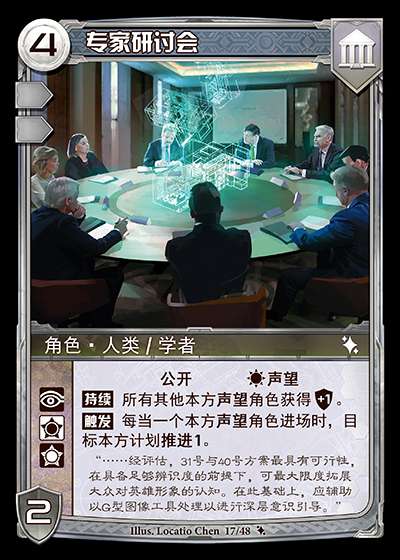 4
专家研讨会
角色·人类/学者
公开 声望
持续 所有其他本方声望角色获得+1。
触发 每当一个本方声望角色进场时，目
标本方计划推进1。
“……经评估，31号与40号方案最具有可行性，
在具备足够辨识度的前提下，可最大限度拓展
大众对英雄形象的认知。在此基础上，应辅助
以G型图像工具处理以进行深层意识引导。”
2
Illus. Locatio Chen 17/48